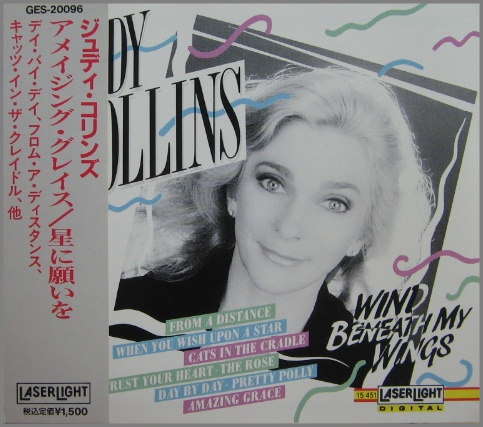 GES-20096
ジュディ・コリンズ
アメイジング・グレイス/星に願いを
デイ・バイ・デイ、フロム・ア・ディスタンス、
キャッツ・イン・ザ・クレイドル、他
LASERLIGHT
税込定価¥1,500
DY
OLLINS
FROM A DISTANCE
WHEN YOU WISH UPON A STAR
CATS IN THE CRADLE
RUST YOUR HEART · THE ROSE
DAY BY DAY · PRETTY POLLY
AMAZING GRACE
WIND
BENEATH MY
WINGS
15 451
LASERLIGHT
DIGITAL